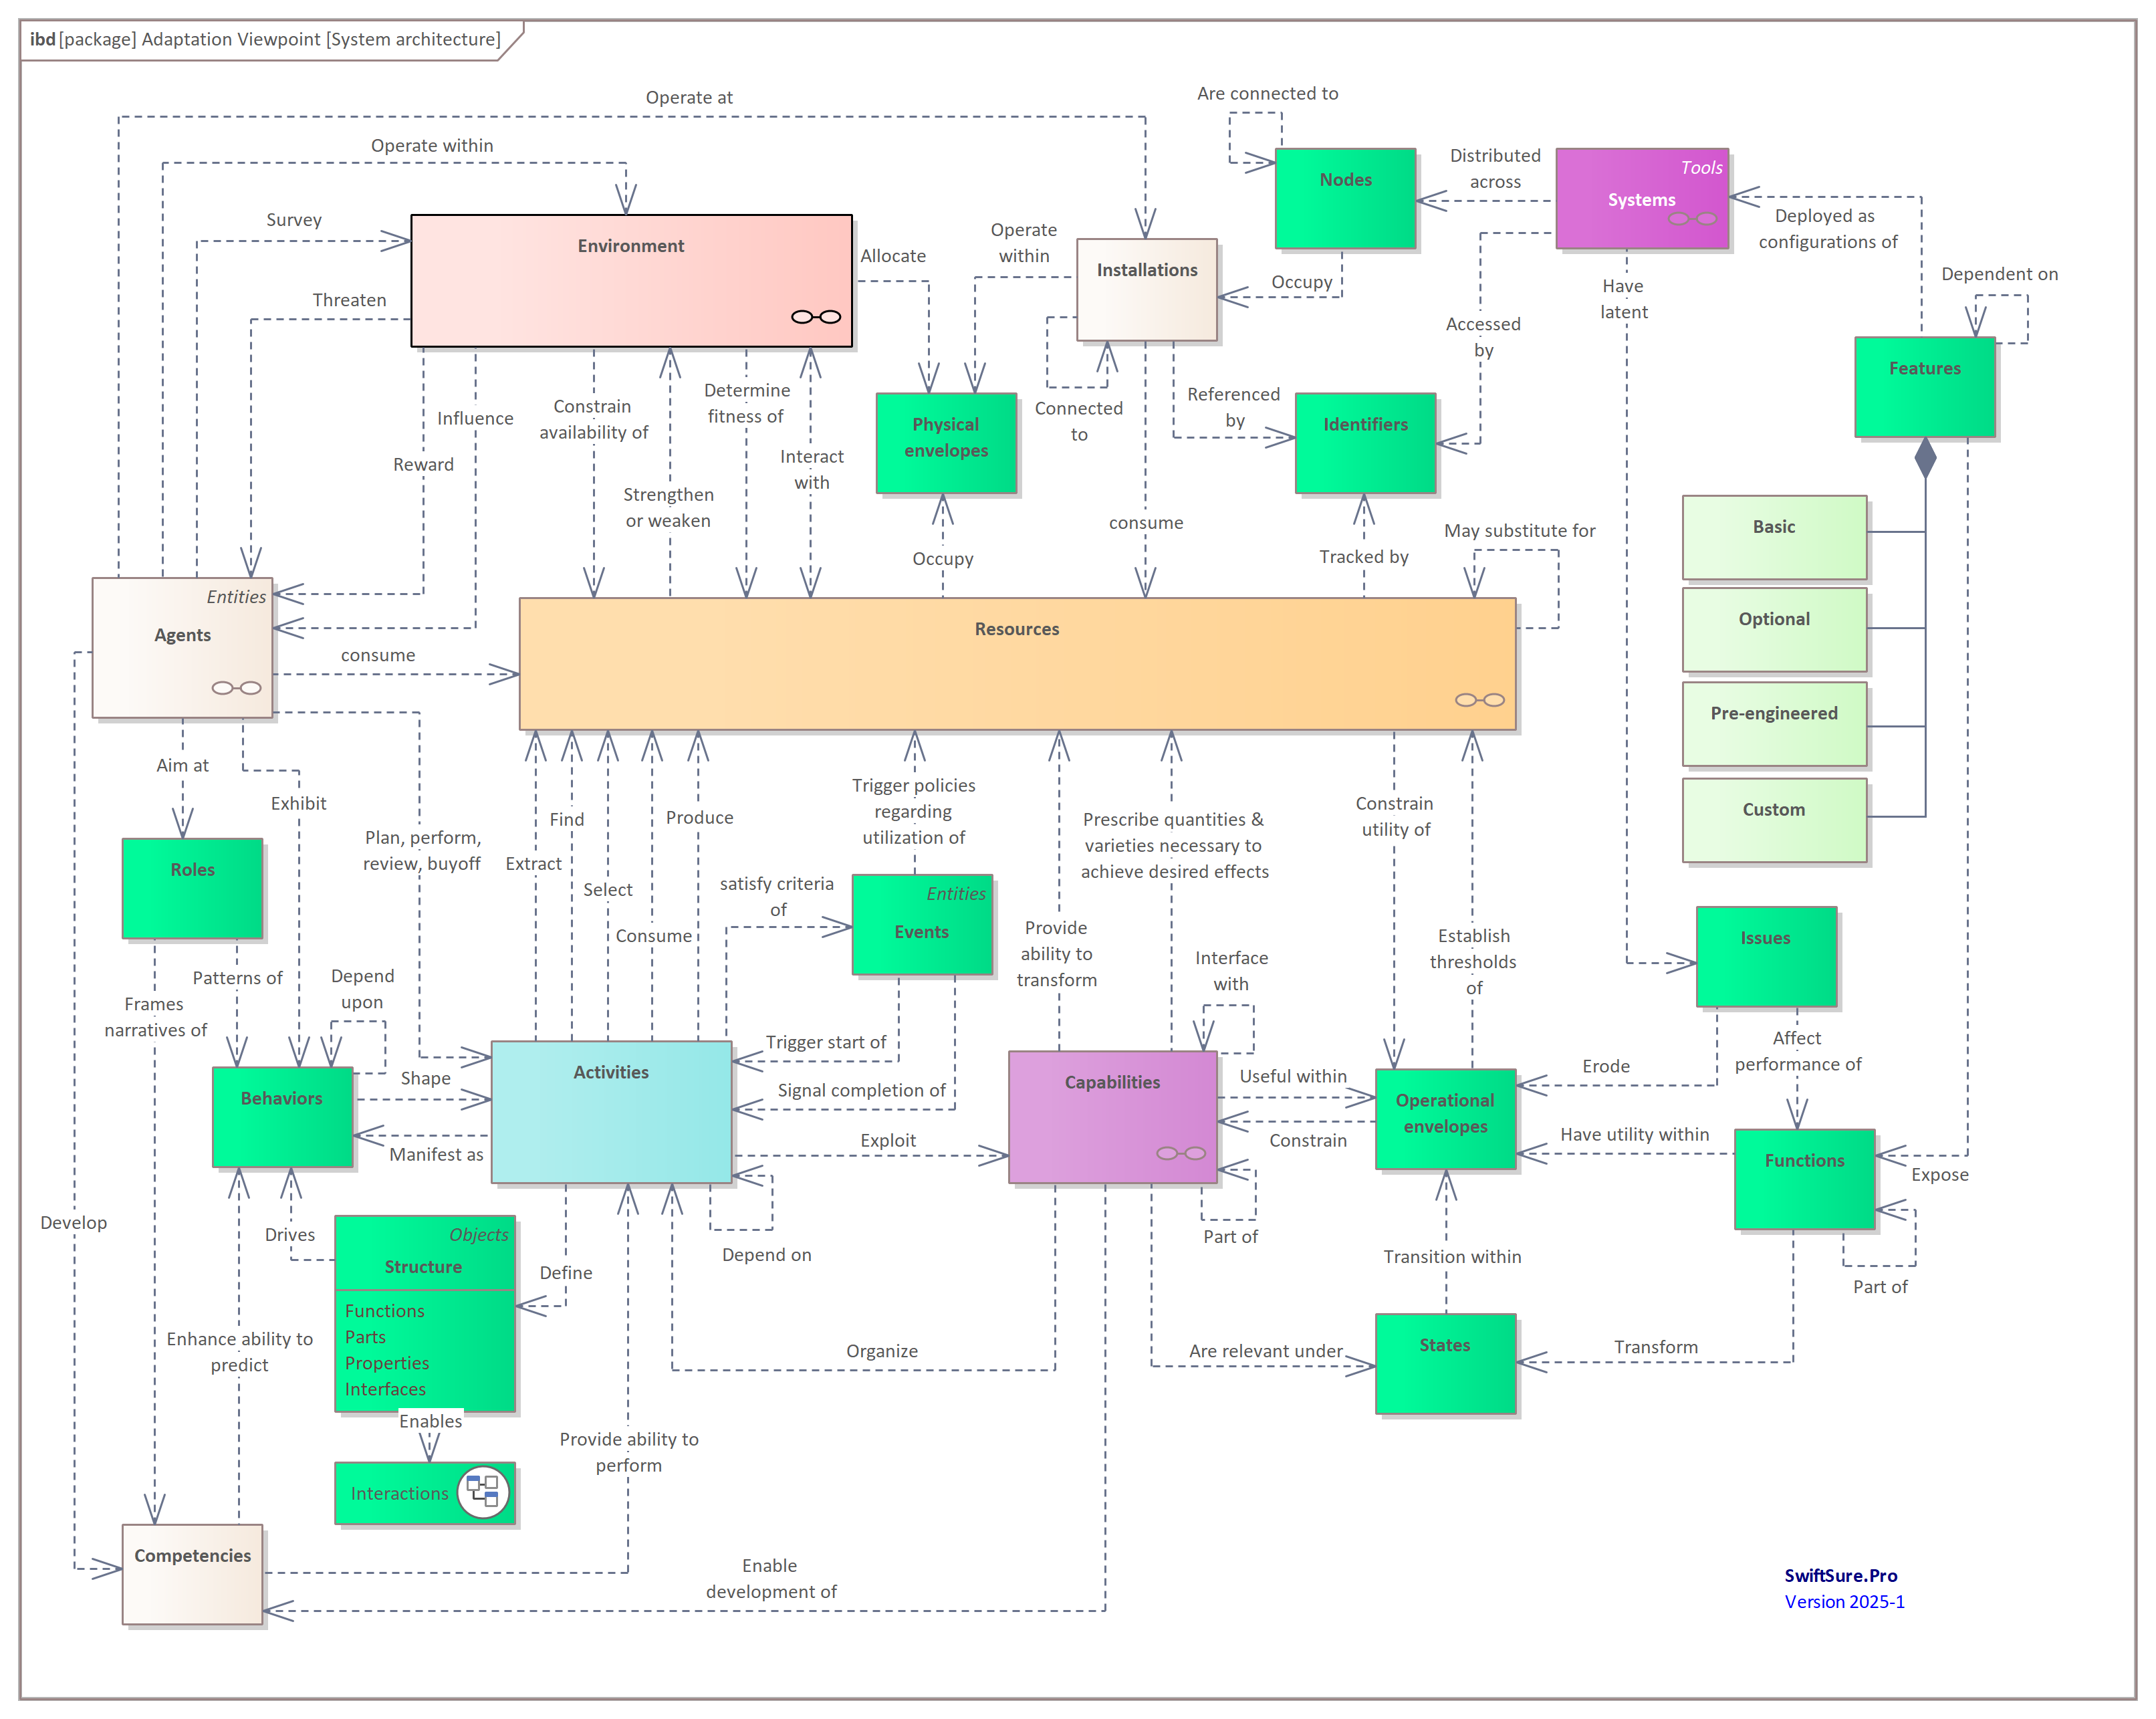 ibd [package] Adaptation Viewpoint [System architecture]
Operate at
Are connected to
Operate within
Nodes
Distributed
across
Tools
Systems
Survey
Environment
Deployed as
configurations of
Allocate
Operate
within
Installations
Occupy
Have
latent
Dependent on
Threaten
Accessed
by
Features
Influence
Constrain
availability of
Determine
fitness of
Physical
envelopes
Connected
to
Referenced
by
Identifiers
Reward
Interact
with
Strengthen
or weaken
consume
Occupy
Tracked by
May substitute for
Basic
Optional
Pre-engineered
Custom
Entities
Agents
consume
Resources
Aim at
Exhibit
Plan, perform,
review, buyoff
Extract
Find
Select
Consume
Produce
Trigger policies
regarding
utilization of
Prescribe quantities &
varieties necessary to
achieve desired effects
Constrain
utility of
Roles
satisfy criteria
of
Entities
Events
Provide
ability to
transform
Establish
thresholds
of
Issues
Patterns of
Depend
upon
Frames
narratives of
Interface
with
Trigger start of
Signal completion of
Affect
performance of
Behaviors
Shape
Manifest as
Activities
Exploit
Capabilities
Useful within
Constrain
Operational
envelopes
Erode
Have utility within
Functions
Expose
Part of
Develop
Drives
Objects
Structure
Functions
Parts
Properties
Interfaces
Define
Depend on
Part of
Transition within
Enhance ability to
predict
Organize
Are relevant under
States
Transform
Enables
Interactions
Provide ability to
perform
Competencies
Enable
development of
SwiftSure.Pro
Version 2025-1